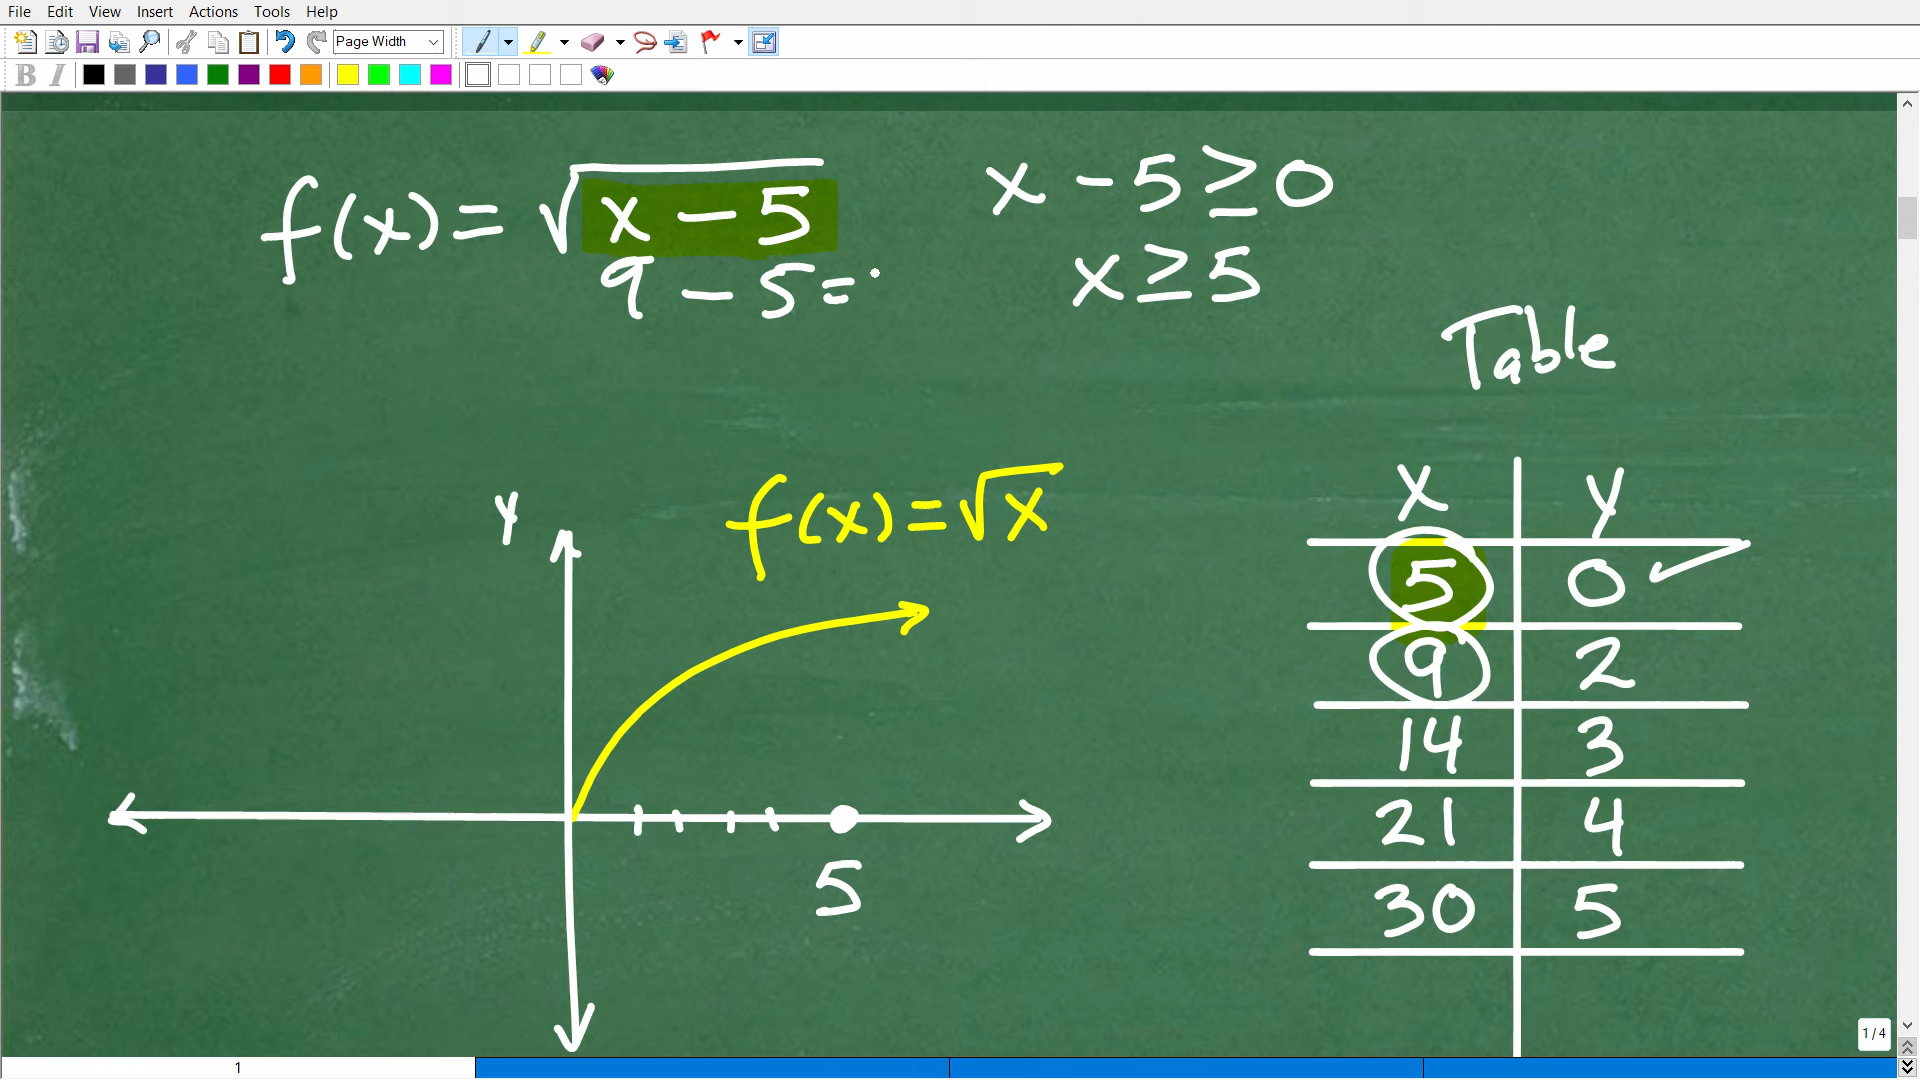 File Edit View Insert Actions Tools Help
Page Width
B I
f(x) = √x - 5
9 - 5 =
x - 5 ≥ 0
x ≥ 5
Table
x y
5 0
9 2
14 3
21 4
30 5
y
f(x) = √x
5
1 / 4
1